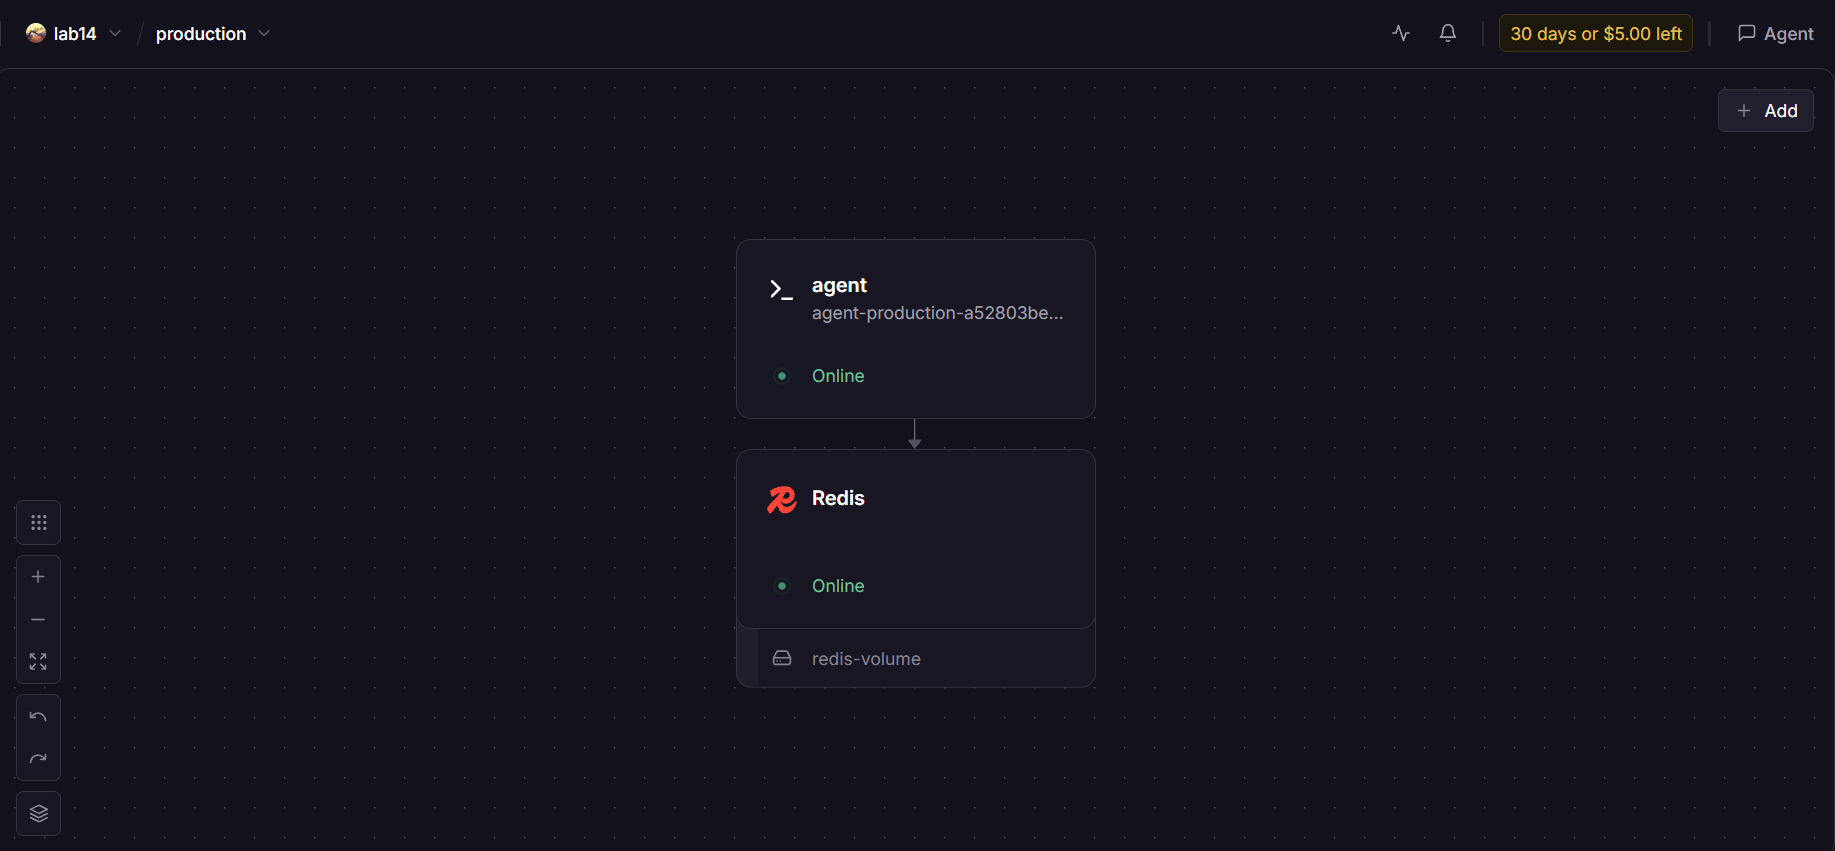 lab14 / production
30 days or $5.00 left
Agent
+ Add
agent
agent-production-a52803be...
Online
Redis
Online
redis-volume